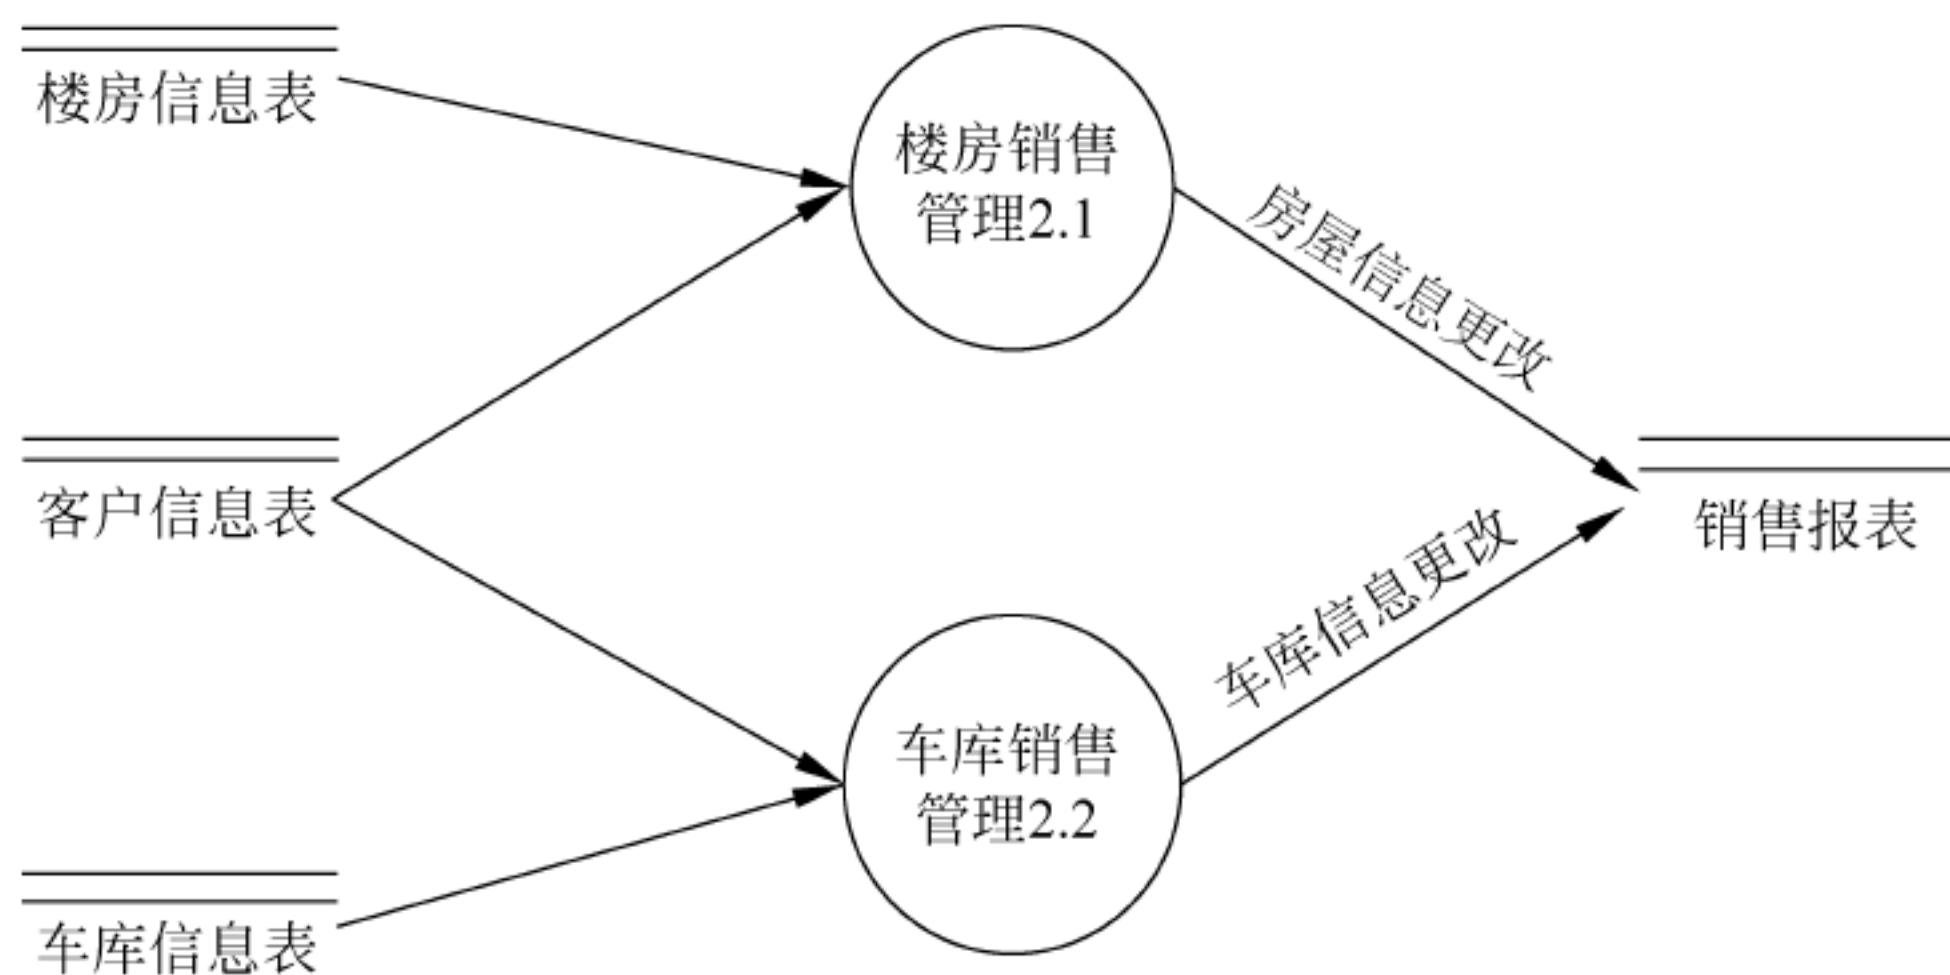 楼房信息表
楼房销售
管理2.1
房屋信息更改
客户信息表
销售报表
车库信息更改
车库销售
管理2.2
车库信息表